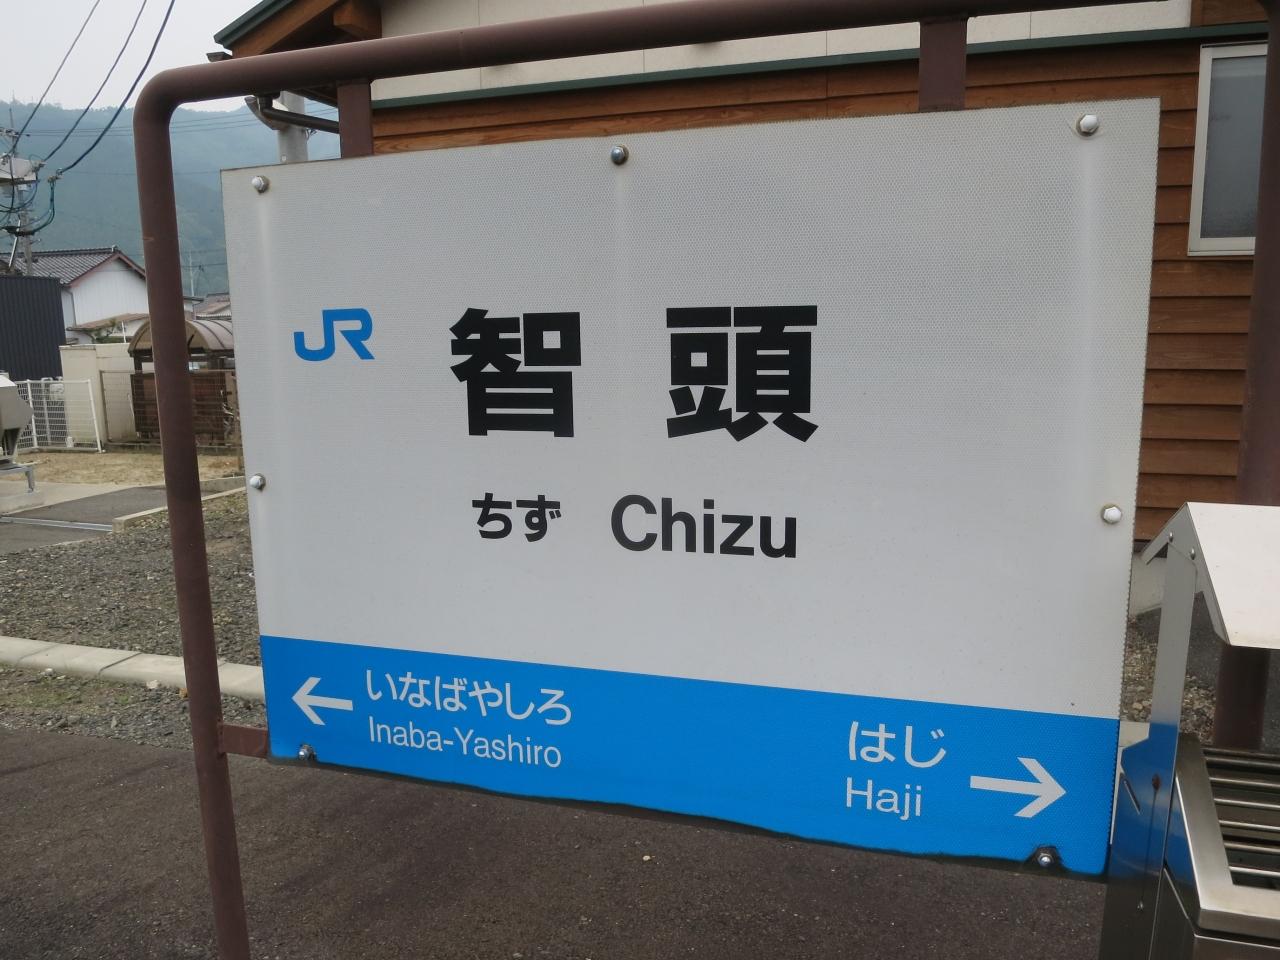 JR
智頭
ちず Chizu
いなばやしろ
Inaba-Yashiro
はじ
Haji